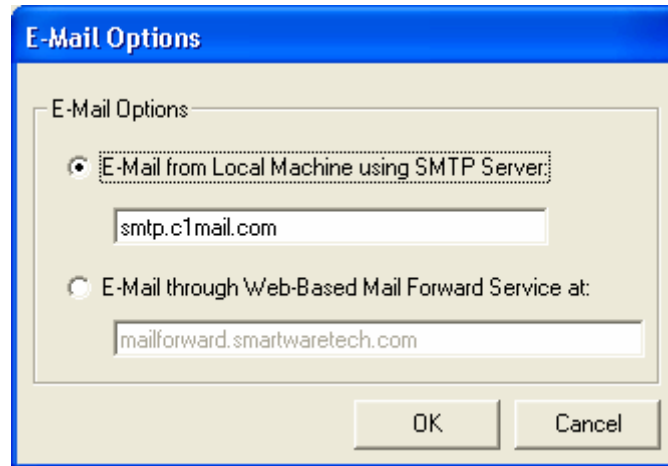 E-Mail Options
E-Mail Options
E-Mail from Local Machine using SMTP Server:
smtp.c1mail.com
E-Mail through Web-Based Mail Forward Service at:
mailforward.smartwaretech.com
OK Cancel